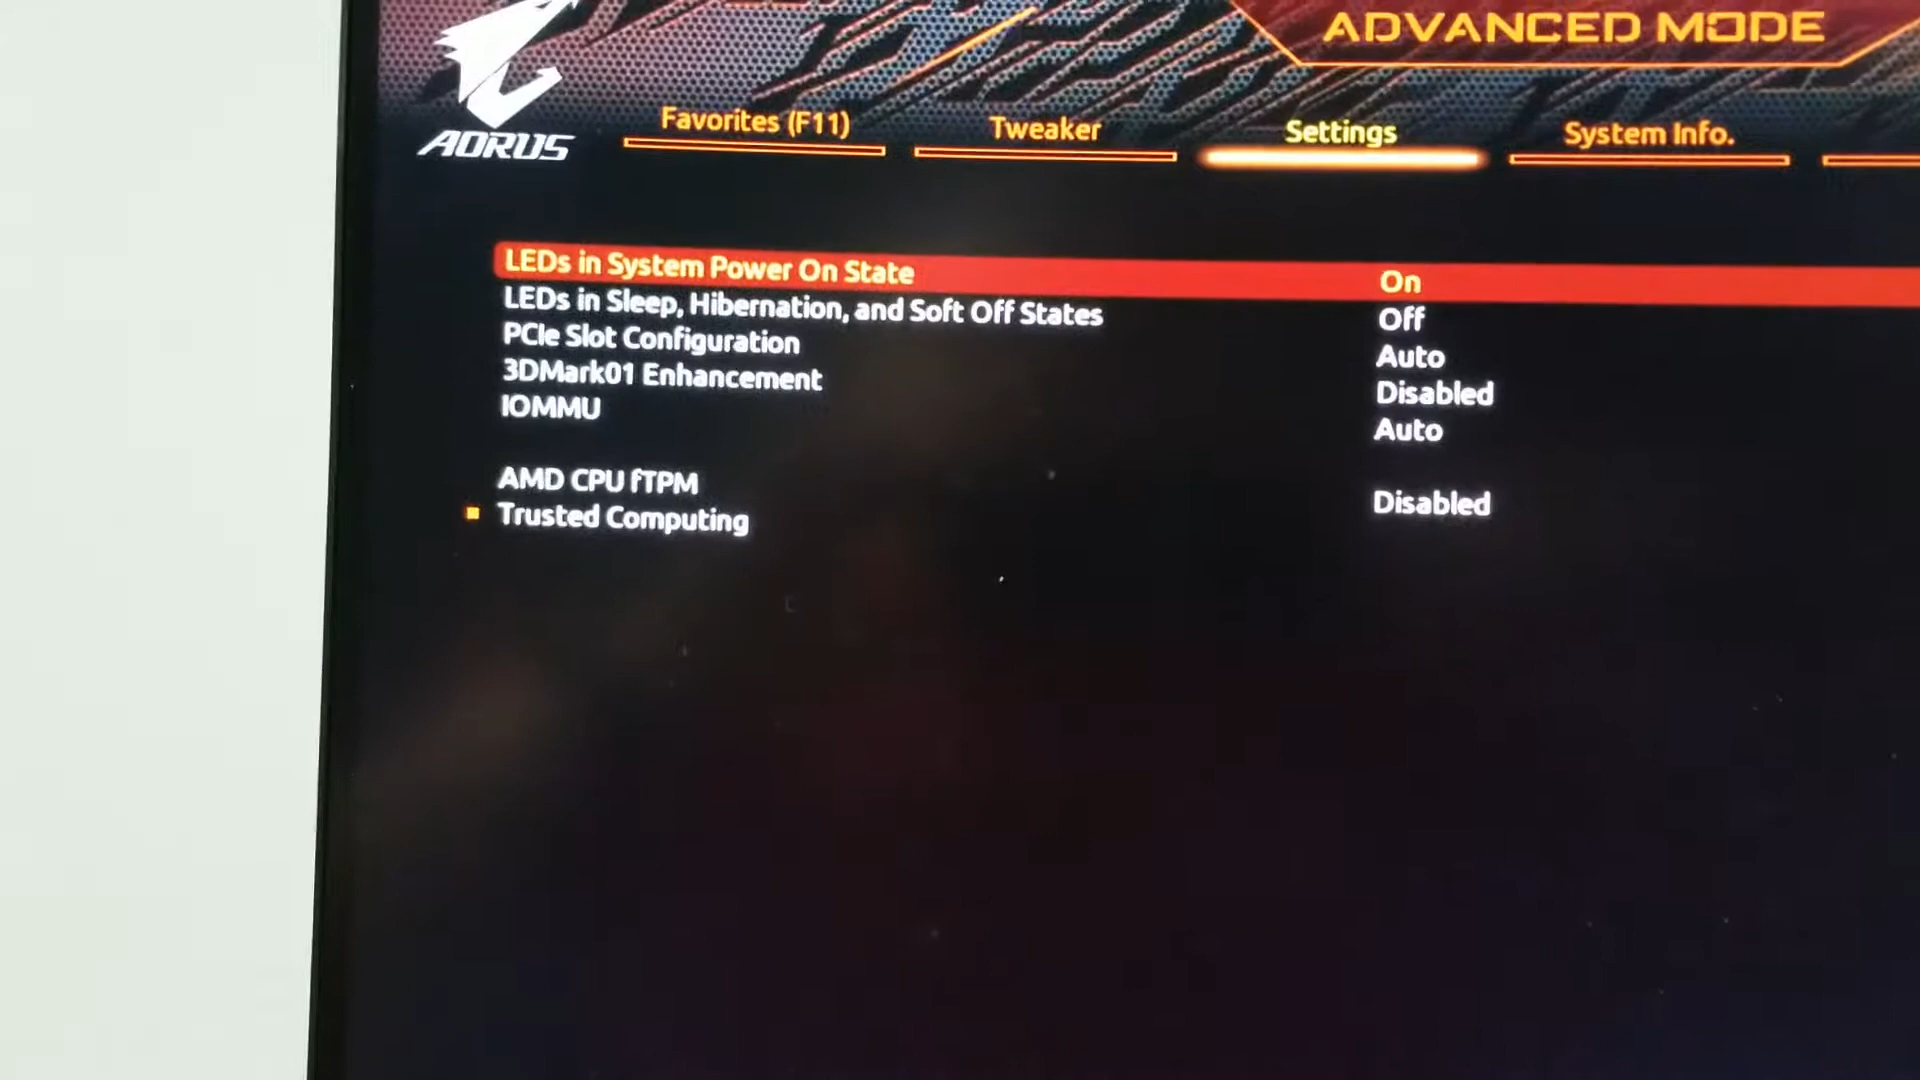 ADVANCED MODE
AORUS
Favorites (F11)
Tweaker
Settings
System Info.
LEDs in System Power On State On
LEDs in Sleep, Hibernation, and Soft Off States Off
PCIe Slot Configuration Auto
3DMark01 Enhancement Disabled
IOMMU Auto
AMD CPU fTPM Disabled
Trusted Computing